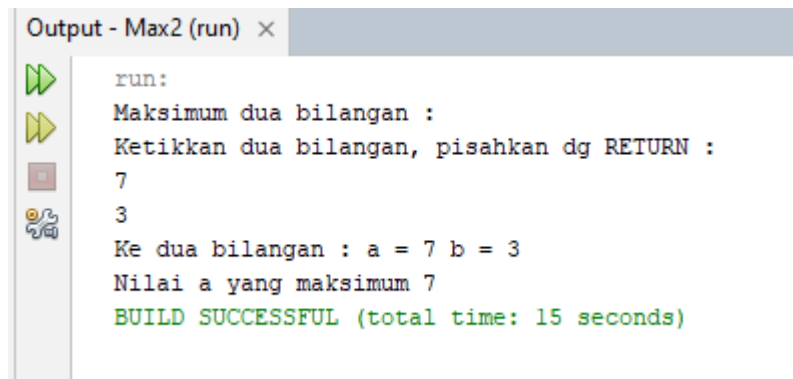 Output - Max2 (run) ×
run:
Maksimum dua bilangan :
Ketikkan dua bilangan, pisahkan dg RETURN :
7
3
Ke dua bilangan : a = 7 b = 3
Nilai a yang maksimum 7
BUILD SUCCESSFUL (total time: 15 seconds)